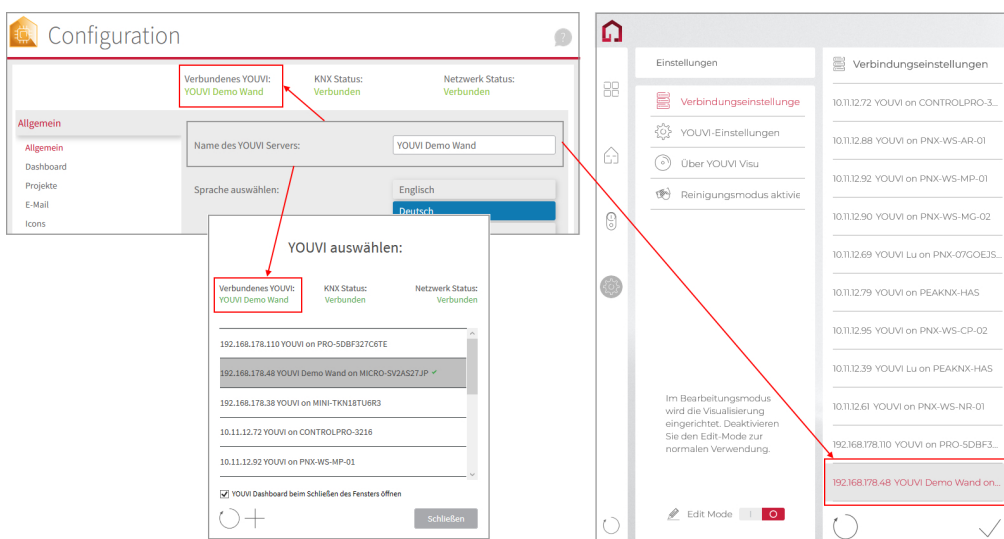 Configuration
?
Verbundenes YOUVI: KNX Status: Netzwerk Status:
YOUVI Demo Wand Verbunden Verbunden
Allgemein
Allgemein
Dashboard
Projekte
E-Mail
Icons
Name des YOUVI Servers: YOUVI Demo Wand
Sprache auswählen: Englisch
Deutsch
YOUVI auswählen:
Verbundenes YOUVI: KNX Status: Netzwerk Status:
YOUVI Demo Wand Verbunden Verbunden
192.168.178.110 YOUVI on PRO-5DBF327C6TE
192.168.178.48 YOUVI Demo Wand on MICRO-SV2AS27JP
192.168.178.38 YOUVI on MINI-TKN18TU6R3
10.11.12.72 YOUVI on CONTROLPRO-3216
10.11.12.92 YOUVI on PNX-WS-MP-01
YOUVI Dashboard beim Schließen des Fensters öffnen
Schließen
Einstellungen
Verbindungseinstellunge
YOUVI-Einstellungen
Über YOUVI Visu
Reinigungsmodus aktivie
Im Bearbeitungsmodus
wird die Visualisierung
eingerichtet. Deaktivieren
Sie den Edit-Mode zur
normalen Verwendung.
Edit Mode I O
Verbindungseinstellungen
10.11.12.72 YOUVI on CONTROLPRO-3...
10.11.12.88 YOUVI on PNX-WS-AR-01
10.11.12.92 YOUVI on PNX-WS-MP-01
10.11.12.90 YOUVI on PNX-WS-MG-02
10.11.12.69 YOUVI Lu on PNX-07GOEJS...
10.11.12.79 YOUVI on PEAKNX-HAS
10.11.12.95 YOUVI on PNX-WS-CP-02
10.11.12.39 YOUVI Lu on PEAKNX-HAS
10.11.12.61 YOUVI on PNX-WS-NR-01
192.168.178.110 YOUVI on PRO-5DBF3...
192.168.178.48 YOUVI Demo Wand on...